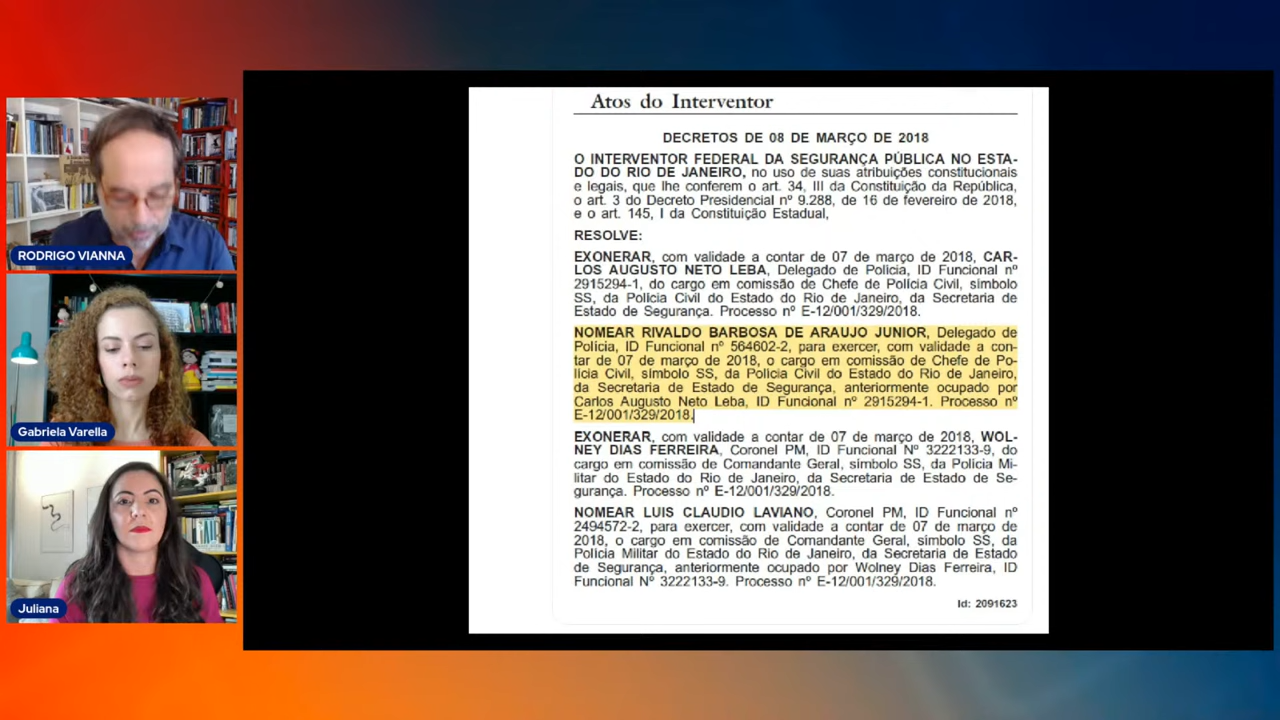 RODRIGO VIANNA
Gabriela Varella
Juliana
Atos do Interventor
DECRETOS DE 08 DE MARÇO DE 2018
O INTERVENTOR FEDERAL DA SEGURANÇA PÚBLICA NO ESTA-
DO DO RIO DE JANEIRO, no uso de suas atribuições constitucionais
e legais, que lhe conferem o art. 34, III da Constituição da República,
o art. 3 do Decreto Presidencial nº 9.288, de 16 de fevereiro de 2018,
e o art. 145, I da Constituição Estadual,
RESOLVE:
EXONERAR, com validade a contar de 07 de março de 2018, CAR-
LOS AUGUSTO NETO LEBA, Delegado de Policia, ID Funcional nº
2915294-1, do cargo em comissão de Chefe de Polícia Civil, símbolo
SS, da Polícia Civil do Estado do Rio de Janeiro, da Secretaria de
Estado de Segurança. Processo nº E-12/001/329/2018.
NOMEAR RIVALDO BARBOSA DE ARAUJO JUNIOR, Delegado de
Polícia, ID Funcional nº 564602-2, para exercer, com validade a con-
tar de 07 de março de 2018, o cargo em comissão de Chefe de Po-
lícia Civil, símbolo SS, da Polícia Civil do Estado do Rio de Janeiro,
da Secretaria de Estado de Segurança, anteriormente ocupado por
Carlos Augusto Neto Leba, ID Funcional nº 2915294-1. Processo nº
E-12/001/329/2018.
EXONERAR, com validade a contar de 07 de março de 2018, WOL-
NEY DIAS FERREIRA, Coronel PM, ID Funcional Nº 3222133-9, do
cargo em comissão de Comandante Geral, símbolo SS, da Polícia Mi-
litar do Estado do Rio de Janeiro, da Secretaria de Estado de Se-
gurança. Processo nº E-12/001/329/2018.
NOMEAR LUIS CLAUDIO LAVIANO, Coronel PM, ID Funcional nº
2494572-2, para exercer, com validade a contar de 07 de março de
2018, o cargo em comissão de Comandante Geral, símbolo SS, da
Polícia Militar do Estado do Rio de Janeiro, da Secretaria de Estado
de Segurança, anteriormente ocupado por Wolney Dias Ferreira, ID
Funcional Nº 3222133-9. Processo nº E-12/001/329/2018.
Id: 2091623